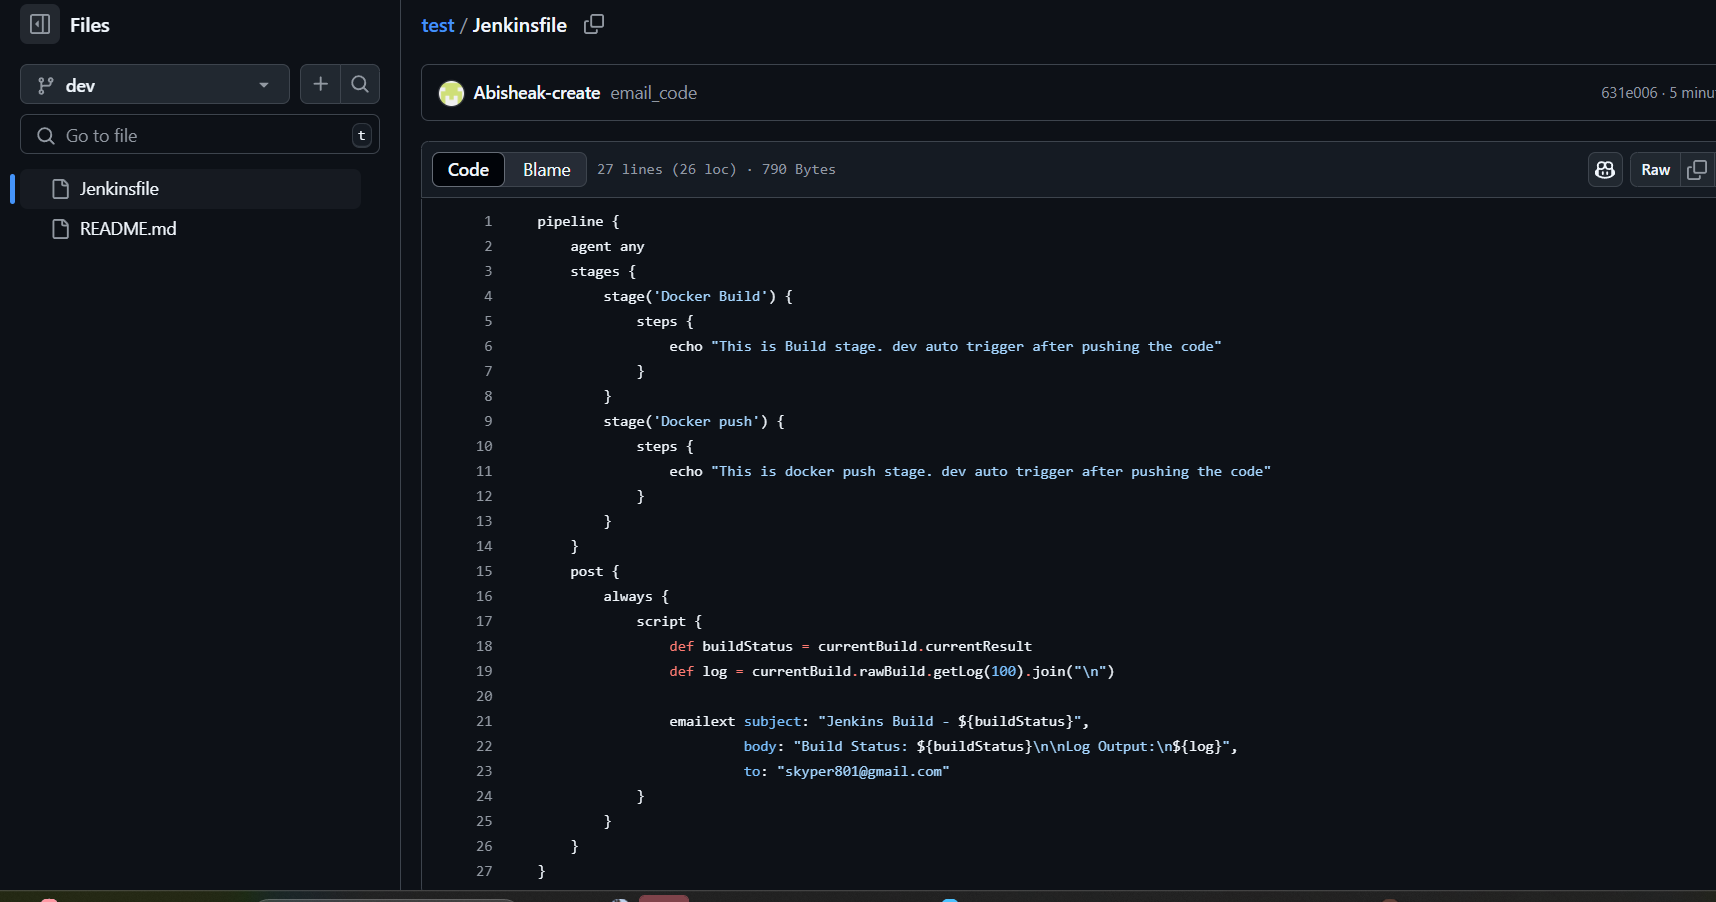 Files
dev
Go to file
t
Jenkinsfile
README.md
test / Jenkinsfile
Abisheak-create email_code
631e006 · 5 minu
Code Blame 27 lines (26 loc) · 790 Bytes
Raw
1 pipeline {
2     agent any
3     stages {
4         stage('Docker Build') {
5             steps {
6                 echo "This is Build stage. dev auto trigger after pushing the code"
7             }
8         }
9         stage('Docker push') {
10             steps {
11                 echo "This is docker push stage. dev auto trigger after pushing the code"
12             }
13         }
14     }
15     post {
16         always {
17             script {
18                 def buildStatus = currentBuild.currentResult
19                 def log = currentBuild.rawBuild.getLog(100).join("\n")
20
21                 emailext subject: "Jenkins Build - ${buildStatus}",
22                          body: "Build Status: ${buildStatus}\n\nLog Output:\n${log}",
23                          to: "skyper801@gmail.com"
24             }
25         }
26     }
27 }